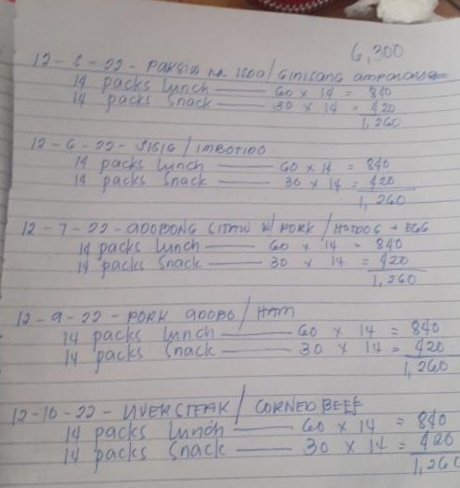 6,300
12-5-22 - PAKSIW na ISDA/GINISANG ampalaya
14 packs lunch — 60 x 14 = 840
14 packs snack — 30 x 14 = 420
1,260
12-6-22 - SISIG / IMBOTIDO
14 packs lunch — 60 x 14 = 840
14 packs snack — 30 x 14 = 420
1,260
12-7-22 - ADOBONG SITAW w/ PORK / HOTDOG + EGG
14 packs lunch — 60 x 14 = 840
14 packs snack — 30 x 14 = 420
1,260
12-9-22 - PORK ADOBO / HAM
14 packs lunch — 60 x 14 = 840
14 packs snack — 30 x 14 = 420
1,260
12-10-22 - LIVER STEAK / CORNED BEEF
14 packs lunch — 60 x 14 = 840
14 packs snack — 30 x 14 = 420
1,260